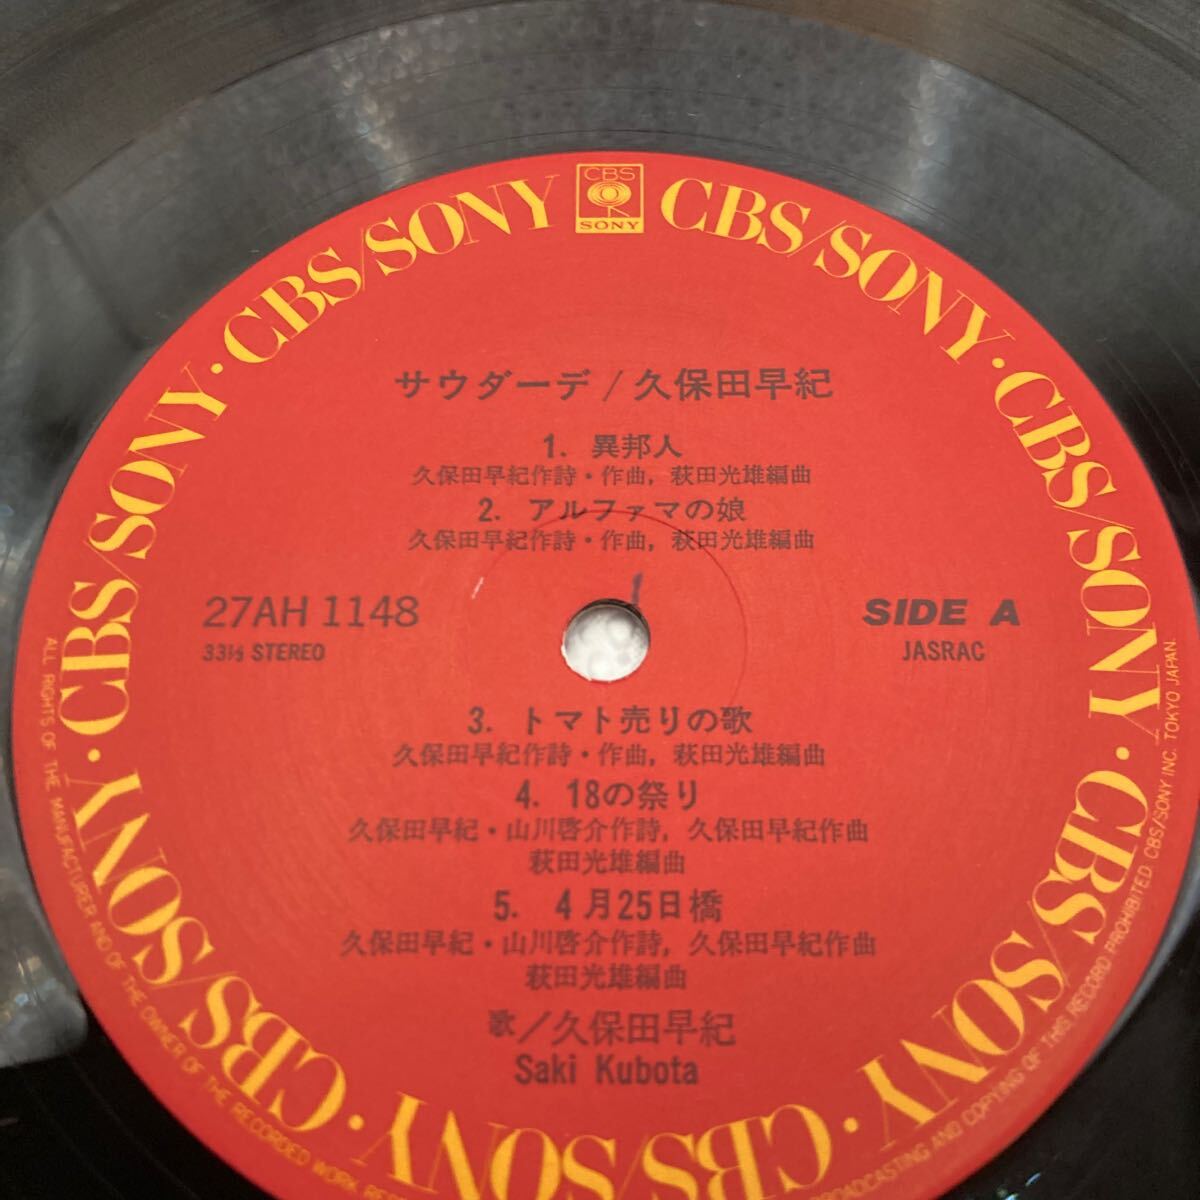 CBS
SONY
CBS/SONY · CBS/SONY · CBS/SONY · CBS/SONY · CBS/SONY · CBS/SONY · CBS/SONY · CBS/SONY ·
サウダーデ/久保田早紀
1. 異邦人
久保田早紀作詩・作曲, 萩田光雄編曲
2. アルファマの娘
久保田早紀作詩・作曲, 萩田光雄編曲
1
27AH 1148
33⅓ STEREO
SIDE A
JASRAC
3. トマト売りの歌
久保田早紀作詩・作曲, 萩田光雄編曲
4. 18の祭り
久保田早紀・山川啓介作詩, 久保田早紀作曲
萩田光雄編曲
5. 4月25日橋
久保田早紀・山川啓介作詩, 久保田早紀作曲
萩田光雄編曲
歌/久保田早紀
Saki Kubota
ALL RIGHTS OF THE MANUFACTURER AND OF THE OWNER OF THE RECORDED WORK
BROADCASTING AND COPYING OF THIS RECORD PROHIBITED. CBS/SONY INC. TOKYO JAPAN.